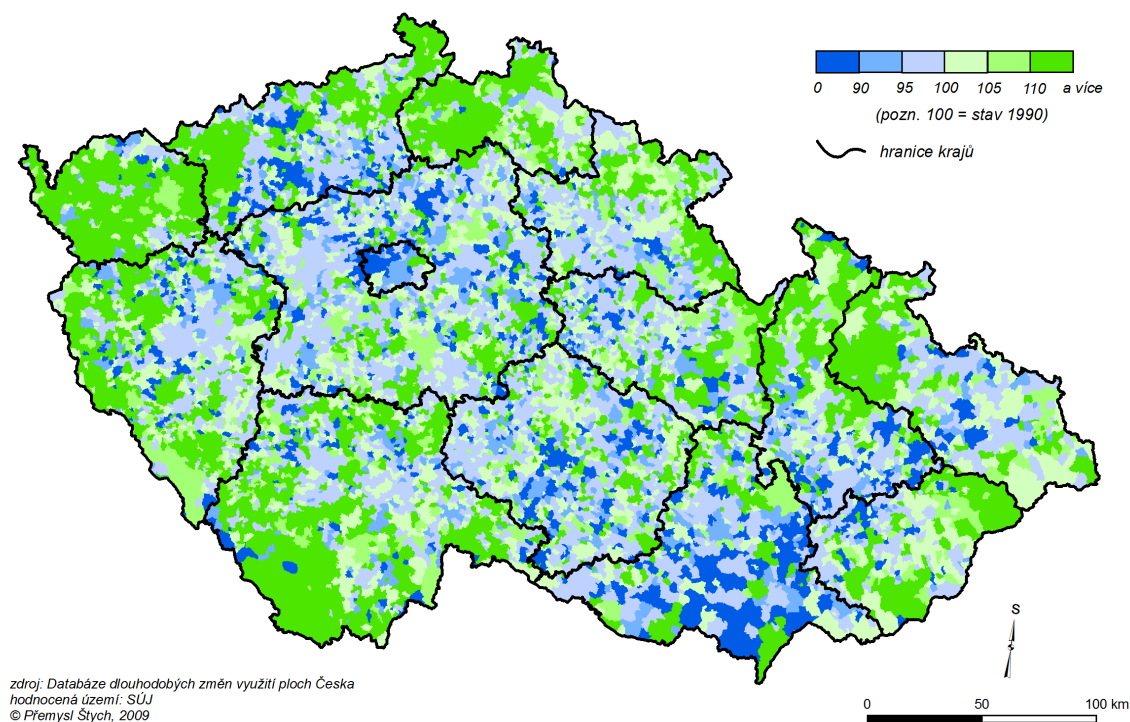 0 90 95 100 105 110 a více
(pozn. 100 = stav 1990)
hranice krajů
S
zdroj: Databáze dlouhodobých změn využití ploch Česka
hodnocená území: SÚJ
© Přemysl Štych, 2009
0 50 100 km